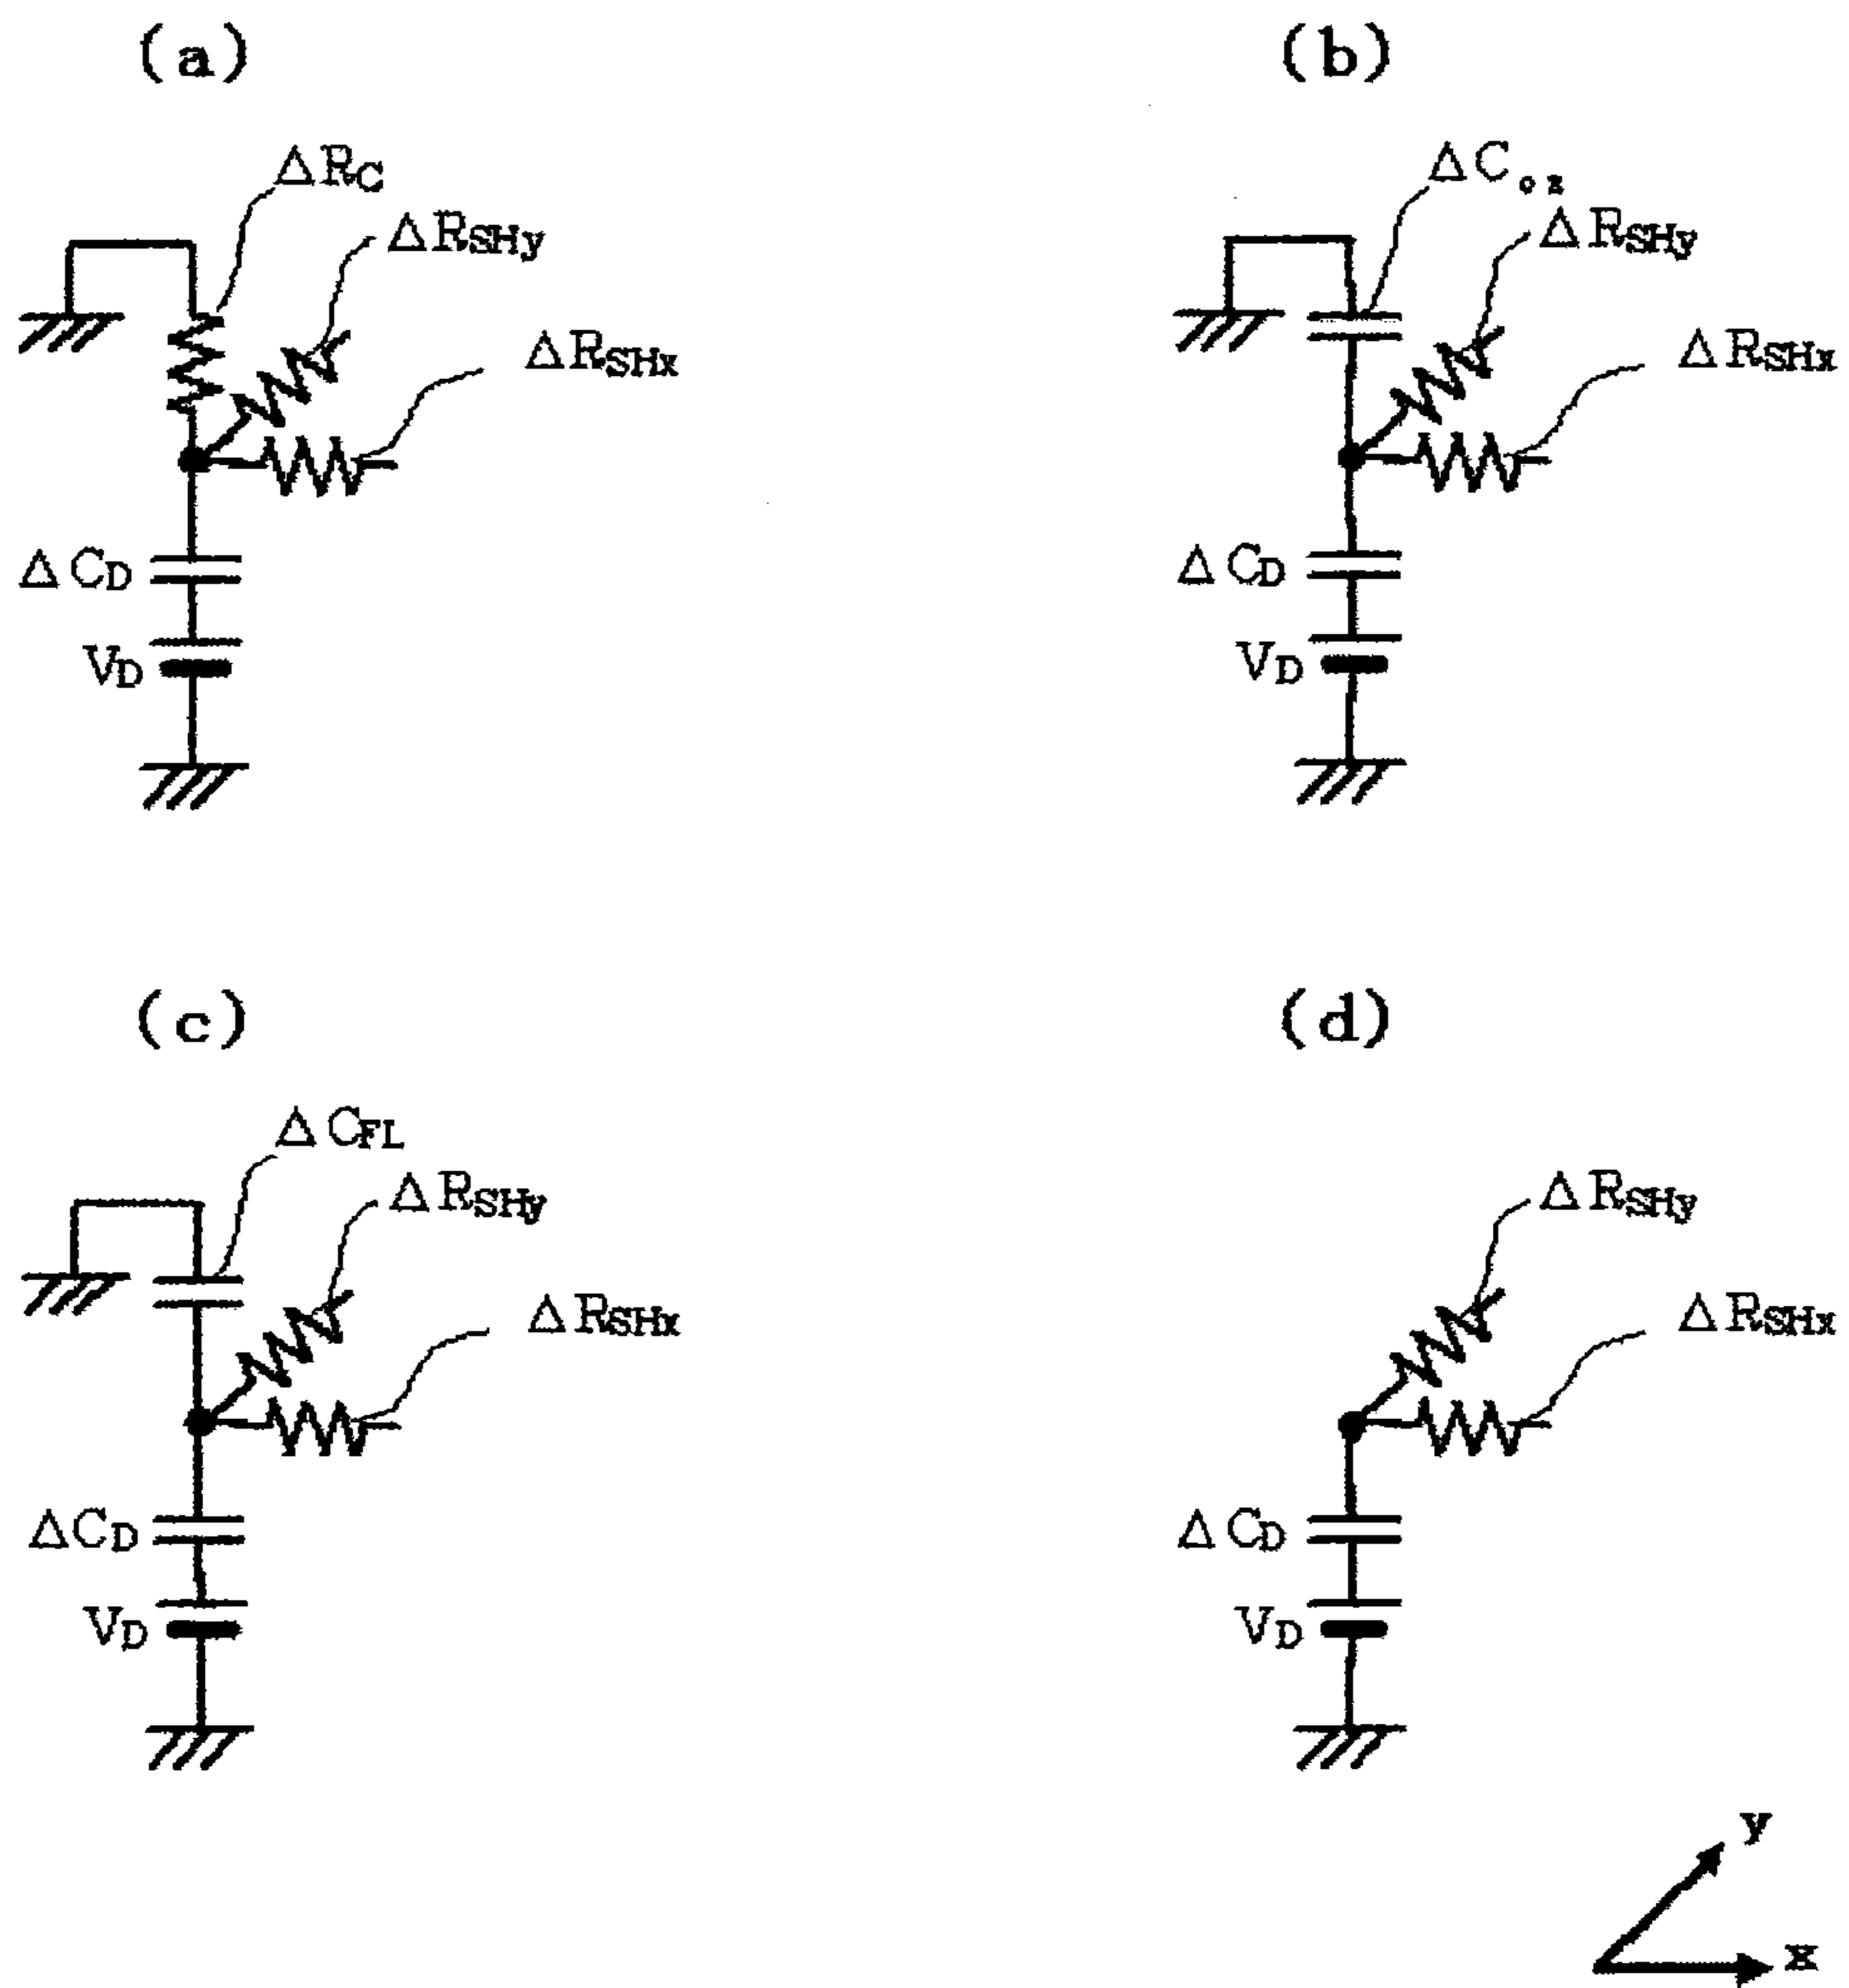 (a)
ΔRC
ΔRSHy
ΔRSHx
ΔCD
VD
(b)
ΔCox
ΔRSHy
ΔRSHx
ΔCD
VD
(c)
ΔCFL
ΔRSHy
ΔRSHx
ΔCD
VD
(d)
ΔRSHy
ΔRSHx
ΔCD
VD
y
x